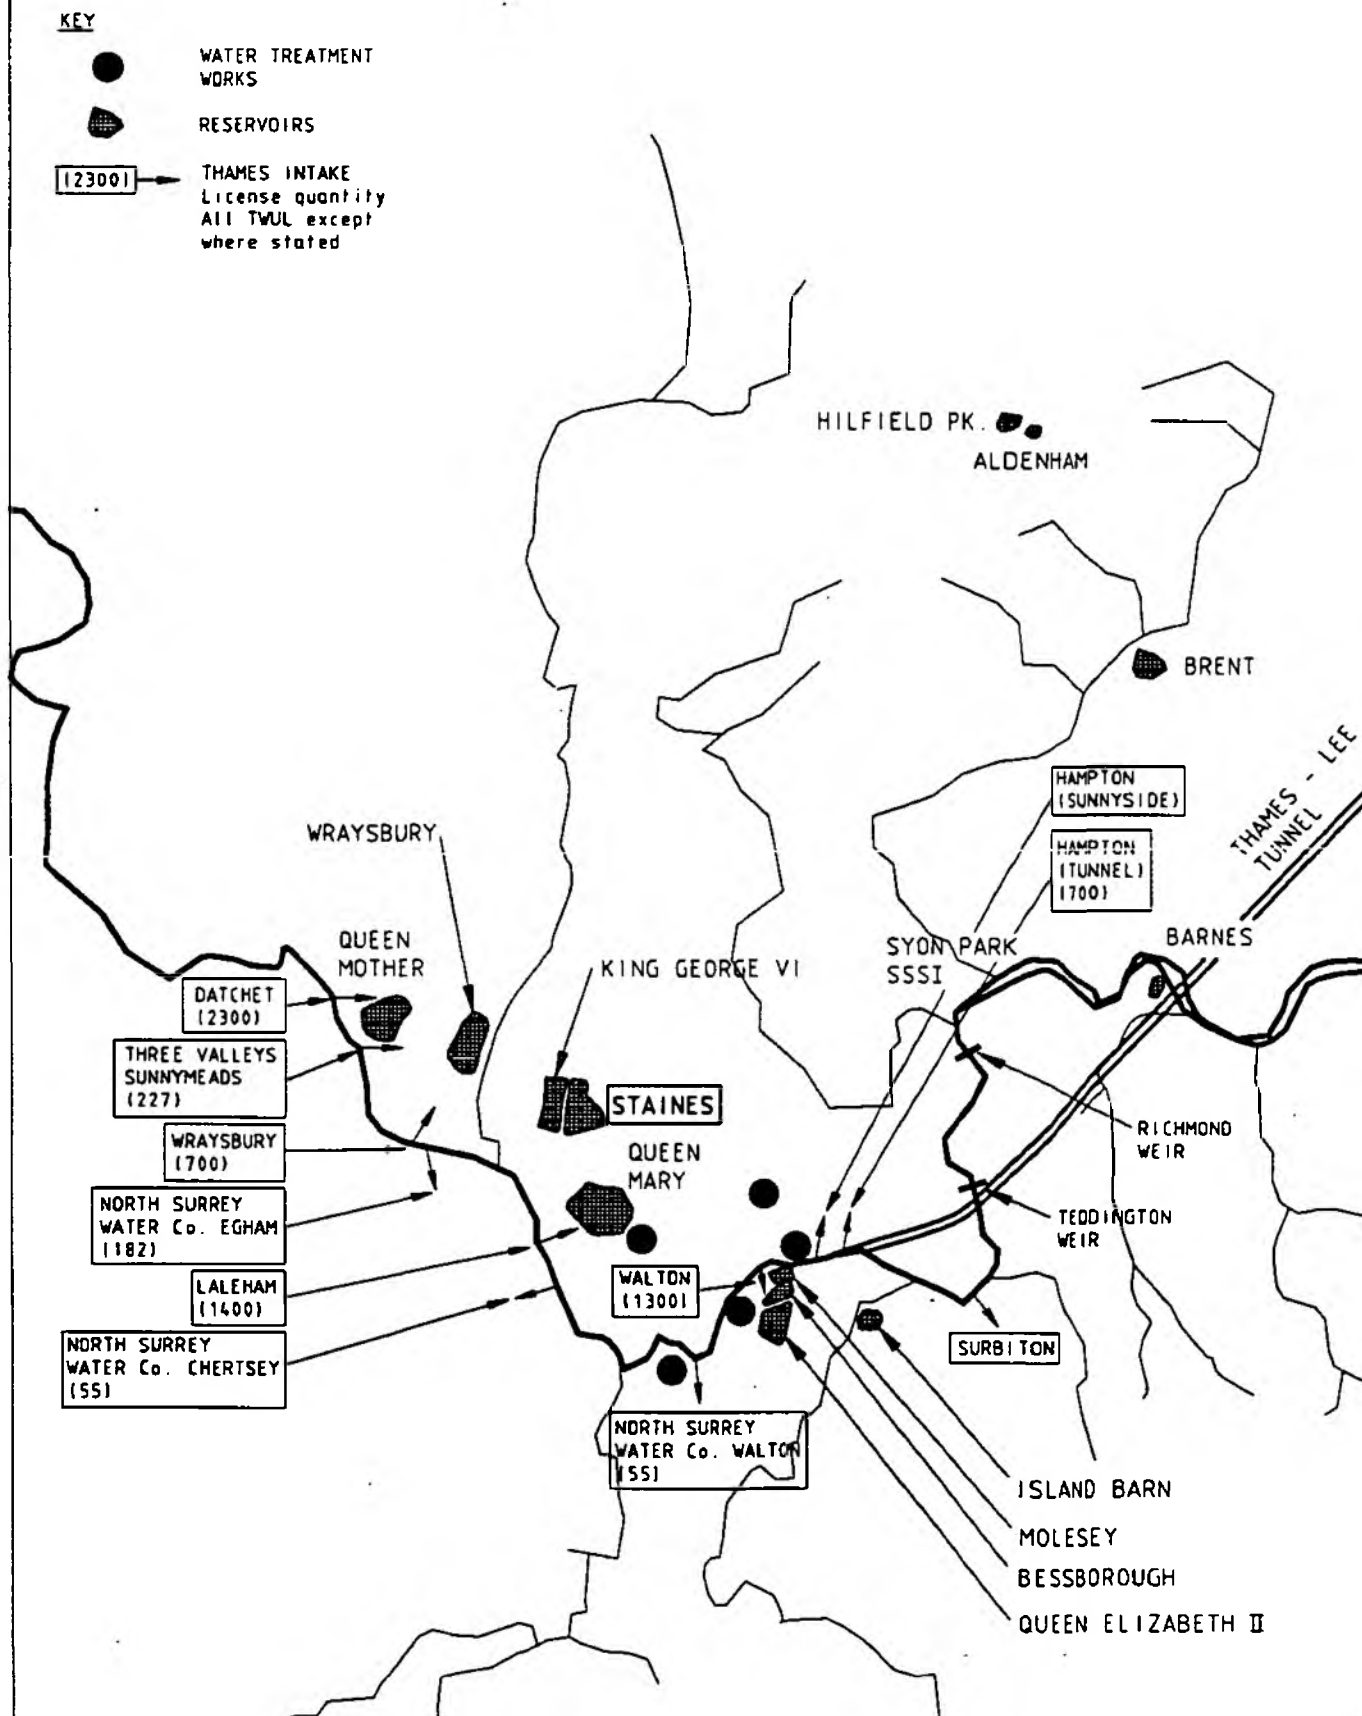 KEY
WATER TREATMENT
WORKS
RESERVOIRS
(2300)
THAMES INTAKE
License quantity
All TWUL except
where stated
HILFIELD PK.
ALDENHAM
BRENT
THAMES - LEE
TUNNEL
HAMPTON
(SUNNYSIDE)
HAMPTON
(TUNNEL)
(700)
WRAYSBURY
QUEEN
MOTHER
KING GEORGE VI
SYON PARK
SSSI
BARNES
DATCHET
(2300)
THREE VALLEYS
SUNNYMEADS
(227)
STAINES
WRAYSBURY
(700)
QUEEN
MARY
RICHMOND
WEIR
NORTH SURREY
WATER Co. EGHAM
(182)
TEDDINGTON
WEIR
LALEHAM
(1400)
WALTON
(1300)
NORTH SURREY
WATER Co. CHERTSEY
(55)
SURBITON
NORTH SURREY
WATER Co. WALTON
(55)
ISLAND BARN
MOLESEY
BESSBOROUGH
QUEEN ELIZABETH II